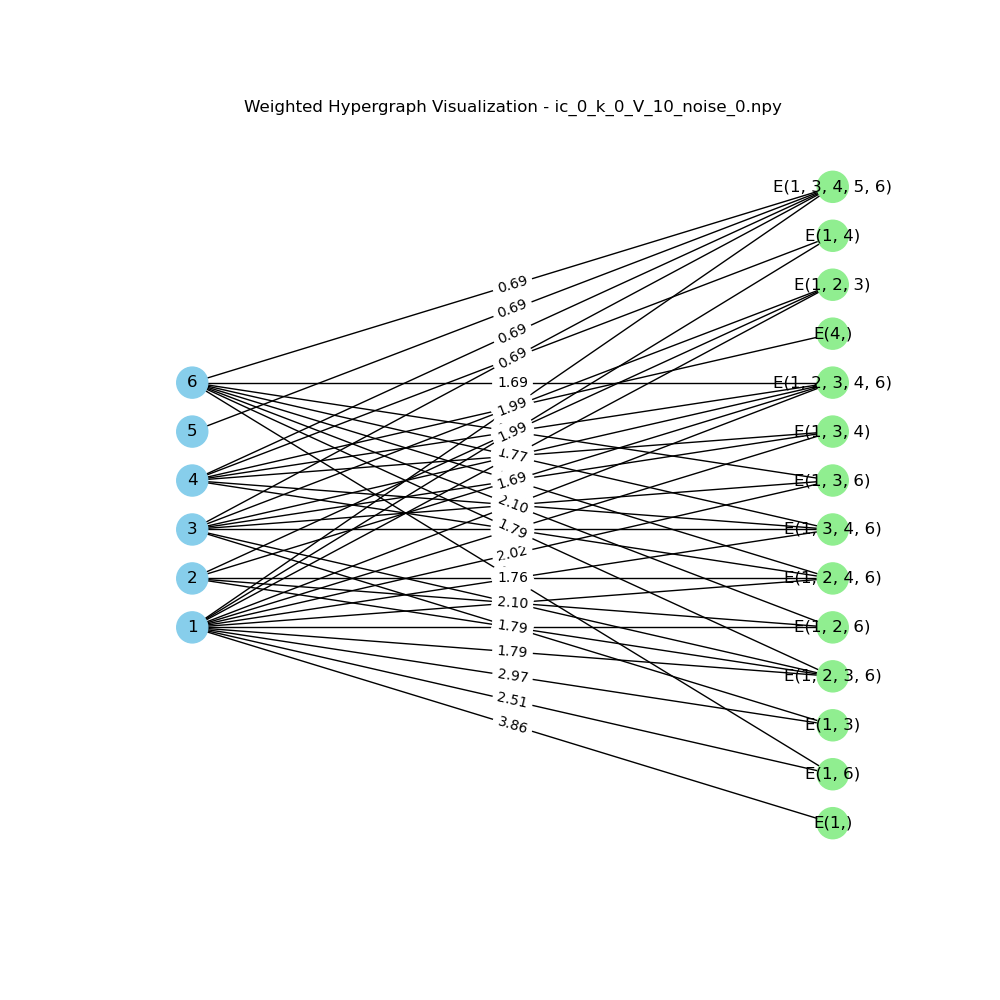 Weighted Hypergraph Visualization - ic_0_k_0_V_10_noise_0.npy
E(1, 3, 4, 5, 6)
E(1, 4)
E(1, 2, 3)
E(4,)
E(1, 2, 3, 4, 6)
E(1, 3, 4)
E(1, 3, 6)
E(1, 3, 4, 6)
E(1, 2, 4, 6)
E(1, 2, 6)
E(1, 2, 3, 6)
E(1, 3)
E(1, 6)
E(1,)
6
5
4
3
2
1
0.69
0.69
0.69
0.69
1.69
1.99
1.99
1.77
1.69
2.10
1.79
2.02
1.76
2.10
1.79
1.79
2.97
2.51
3.86